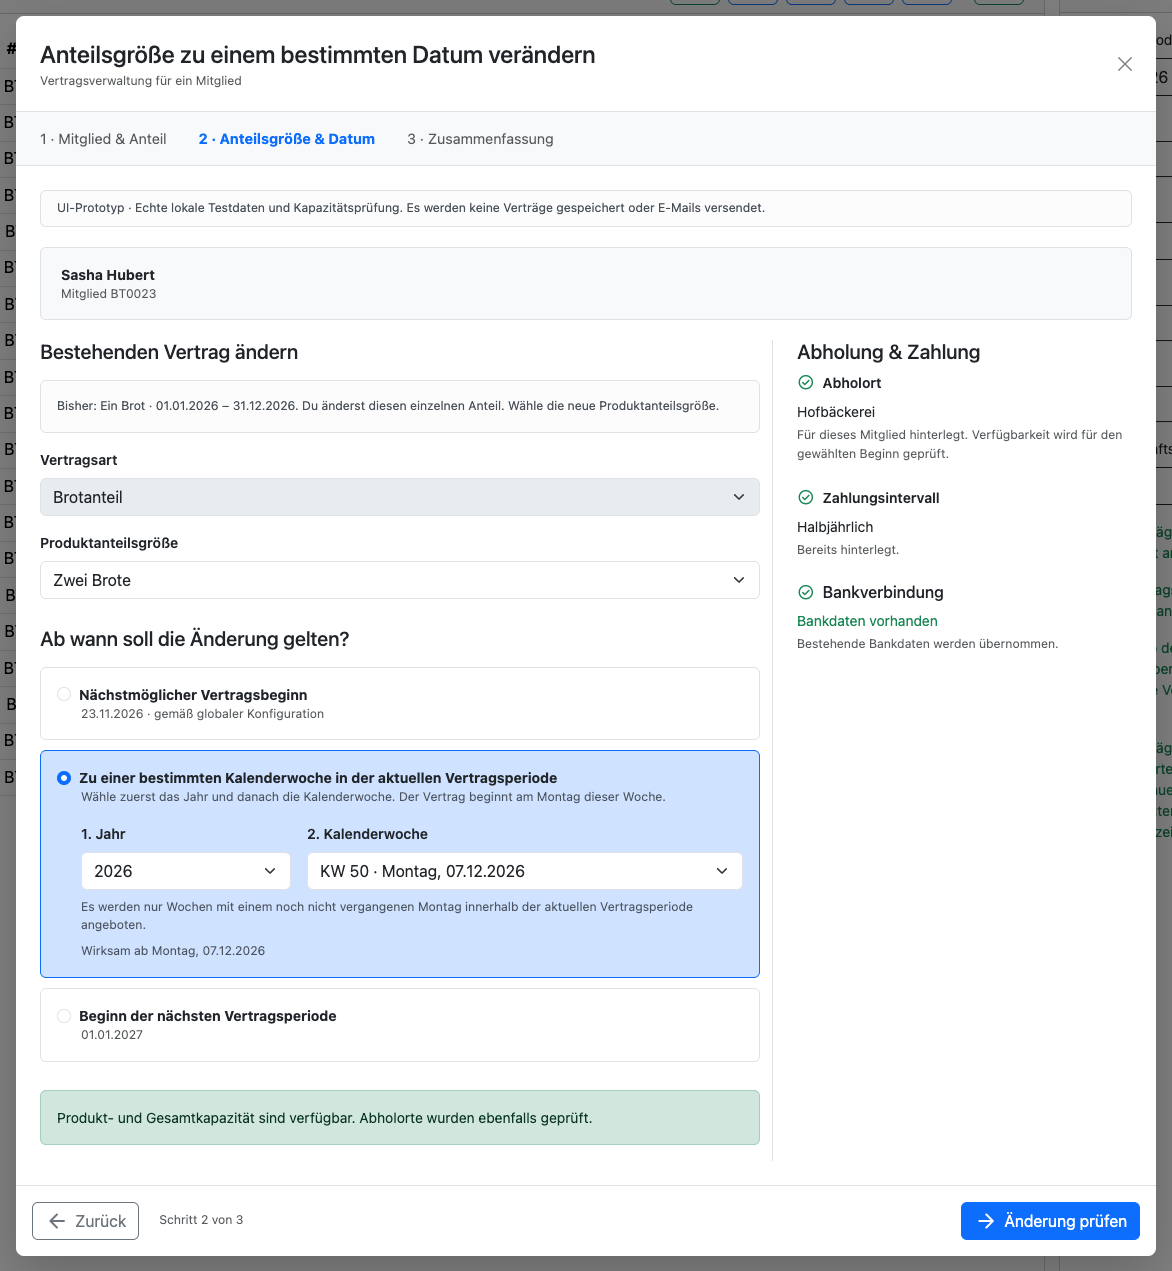 Anteilsgröße zu einem bestimmten Datum verändern
Vertragsverwaltung für ein Mitglied
1 · Mitglied & Anteil
2 · Anteilsgröße & Datum
3 · Zusammenfassung
UI-Prototyp · Echte lokale Testdaten und Kapazitätsprüfung. Es werden keine Verträge gespeichert oder E-Mails versendet.
Sasha Hubert
Mitglied BT0023
Bestehenden Vertrag ändern
Bisher: Ein Brot · 01.01.2026 – 31.12.2026. Du änderst diesen einzelnen Anteil. Wähle die neue Produktanteilsgröße.
Vertragsart
Brotanteil
Produktanteilsgröße
Zwei Brote
Ab wann soll die Änderung gelten?
Nächstmöglicher Vertragsbeginn
23.11.2026 · gemäß globaler Konfiguration
Zu einer bestimmten Kalenderwoche in der aktuellen Vertragsperiode
Wähle zuerst das Jahr und danach die Kalenderwoche. Der Vertrag beginnt am Montag dieser Woche.
1. Jahr
2. Kalenderwoche
2026
KW 50 · Montag, 07.12.2026
Es werden nur Wochen mit einem noch nicht vergangenen Montag innerhalb der aktuellen Vertragsperiode
angeboten.
Wirksam ab Montag, 07.12.2026
Beginn der nächsten Vertragsperiode
01.01.2027
Produkt- und Gesamtkapazität sind verfügbar. Abholorte wurden ebenfalls geprüft.
Abholung & Zahlung
Abholort
Hofbäckerei
Für dieses Mitglied hinterlegt. Verfügbarkeit wird für den
gewählten Beginn geprüft.
Zahlungsintervall
Halbjährlich
Bereits hinterlegt.
Bankverbindung
Bankdaten vorhanden
Bestehende Bankdaten werden übernommen.
Zurück
Schritt 2 von 3
Änderung prüfen